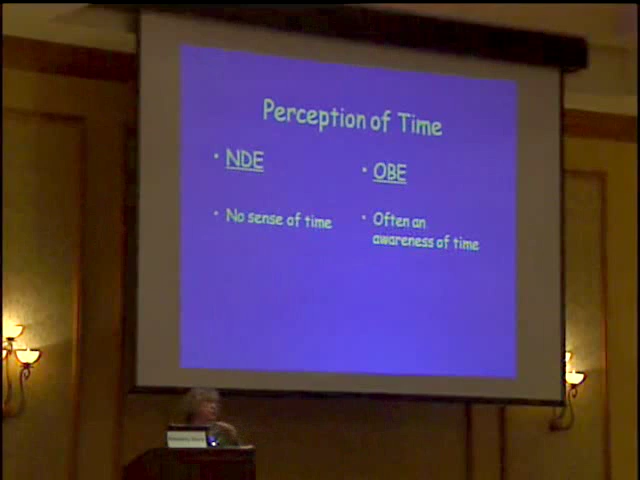 Perception of Time
• NDE
• No sense of time
• OBE
• Often an
awareness of time